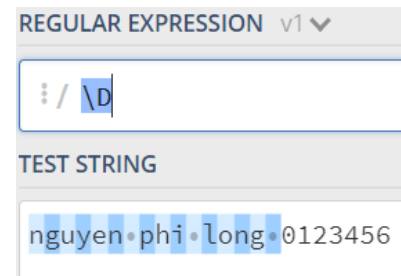 REGULAR EXPRESSION v1
/ \D
TEST STRING
nguyen·phi·long·0123456